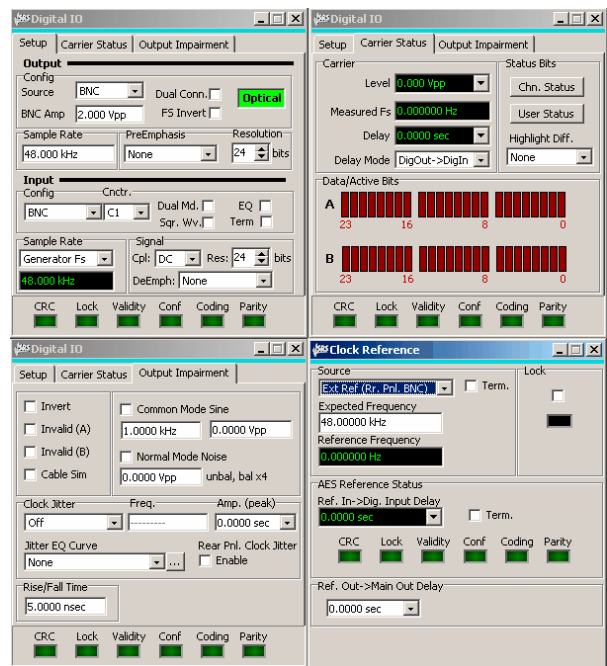 SRS Digital IO
Setup Carrier Status Output Impairment
Output
Config
Source BNC Dual Conn. Optical
BNC Amp 2.000 Vpp FS Invert
Sample Rate PreEmphasis Resolution
48.000 kHz None 24 bits
Input
Config Cnctr.
BNC C1 Dual Md. EQ
Sqr. Wv. Term
Sample Rate Signal
Generator Fs Cpl: DC Res: 24 bits
48.000 kHz DeEmph: None
CRC Lock Validity Conf Coding Parity
SRS Digital IO
Setup Carrier Status Output Impairment
Carrier Status Bits
Level 0.000 Vpp Chn. Status
Measured Fs 0.000000 Hz User Status
Delay 0.0000 sec Highlight Diff.
Delay Mode DigOut->DigIn None
Data/Active Bits
A
23 16 8 0
B
23 16 8 0
CRC Lock Validity Conf Coding Parity
SRS Digital IO
Setup Carrier Status Output Impairment
Invert Common Mode Sine
Invalid (A) 1.0000 kHz 0.0000 Vpp
Invalid (B) Normal Mode Noise
Cable Sim 0.0000 Vpp unbal, bal x4
Clock Jitter Freq. Amp. (peak)
Off --------- 0.0000 sec
Jitter EQ Curve Rear Pnl. Clock Jitter
None ... Enable
Rise/Fall Time
5.0000 nsec
CRC Lock Validity Conf Coding Parity
SRS Clock Reference
Source Lock
Ext Ref (Rr. Pnl. BNC) Term.
Expected Frequency
48.00000 kHz
Reference Frequency
0.000000 Hz
AES Reference Status
Ref. In->Dig. Input Delay
0.0000 sec Term.
CRC Lock Validity Conf Coding Parity
Ref. Out->Main Out Delay
0.0000 sec